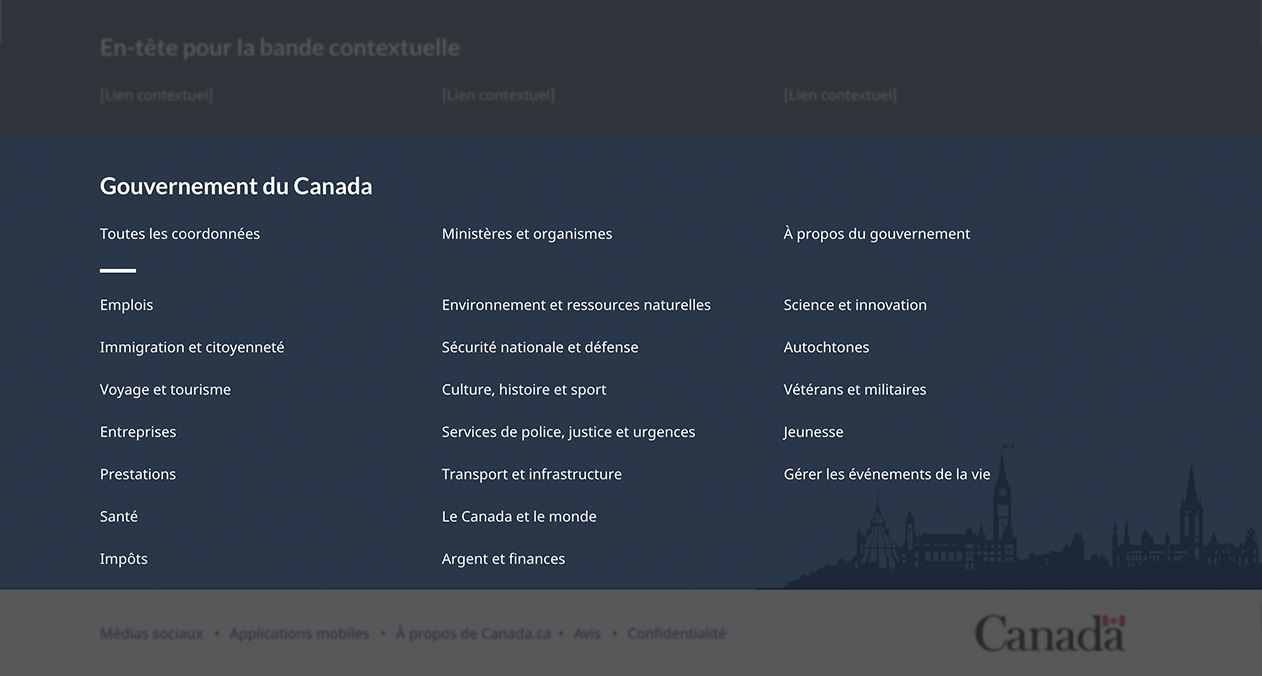 En-tête pour la bande contextuelle
[Lien contextuel] [Lien contextuel] [Lien contextuel]
Gouvernement du Canada
Toutes les coordonnées Ministères et organismes À propos du gouvernement
Emplois Environnement et ressources naturelles Science et innovation
Immigration et citoyenneté Sécurité nationale et défense Autochtones
Voyage et tourisme Culture, histoire et sport Vétérans et militaires
Entreprises Services de police, justice et urgences Jeunesse
Prestations Transport et infrastructure Gérer les événements de la vie
Santé Le Canada et le monde
Impôts Argent et finances
Médias sociaux • Applications mobiles • À propos de Canada.ca • Avis • Confidentialité Canada